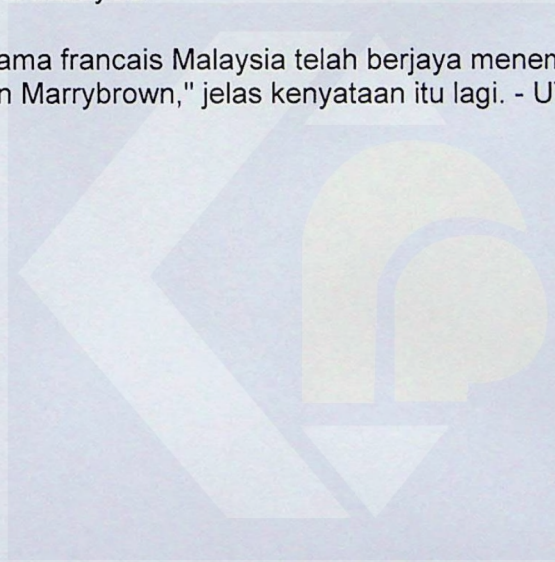 ama francais Malaysia telah berjaya menen
n Marrybrown," jelas kenyataan itu lagi. - U